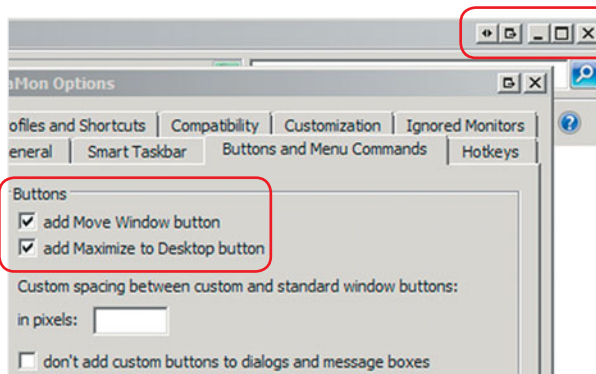 aMon Options
ofiles and Shortcuts Compatibility Customization Ignored Monitors
eneral Smart Taskbar Buttons and Menu Commands Hotkeys
Buttons
add Move Window button
add Maximize to Desktop button
Custom spacing between custom and standard window buttons:
in pixels:
don't add custom buttons to dialogs and message boxes